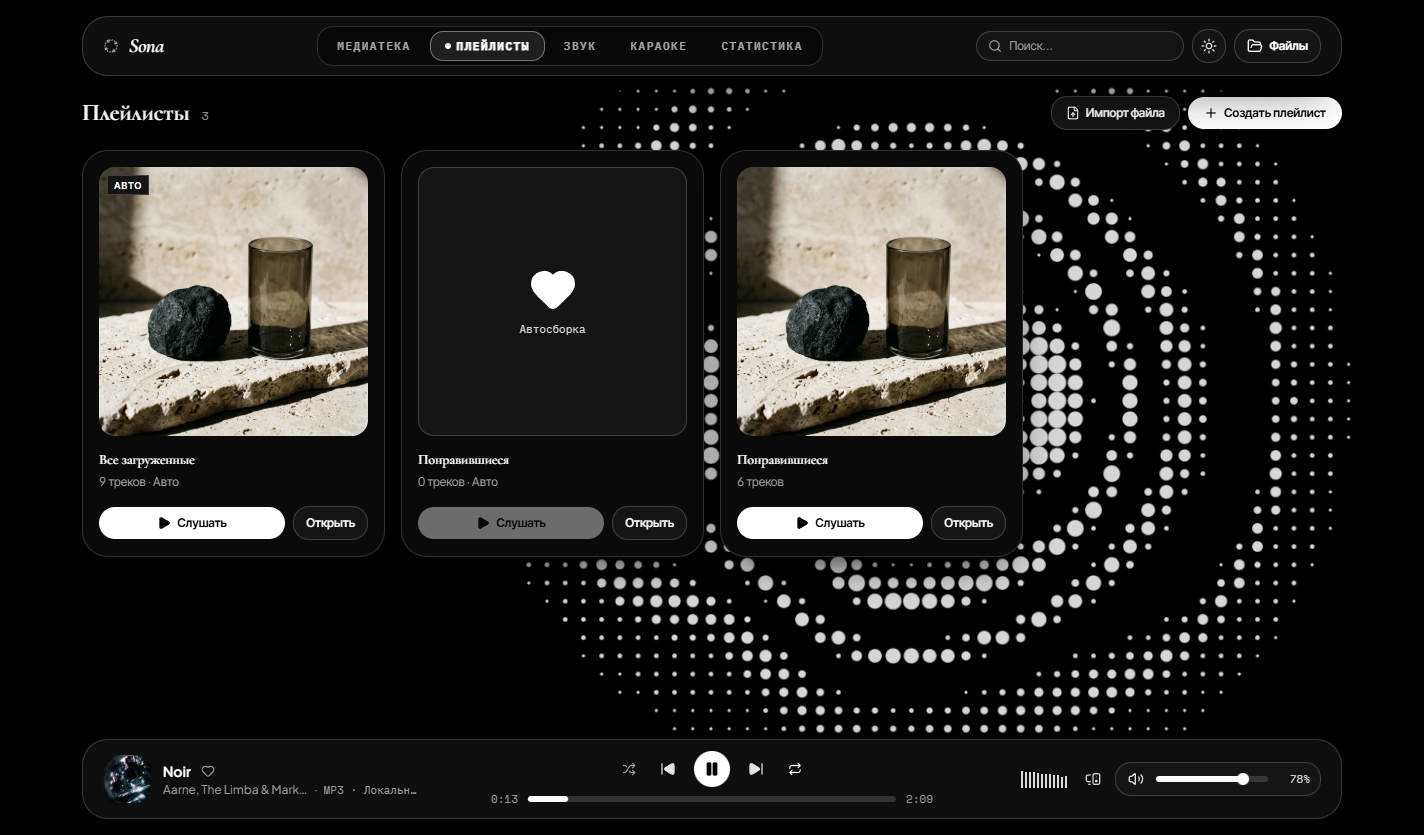 Sona
МЕДИАТЕКА
ПЛЕЙЛИСТЫ
ЗВУК
КАРАОКЕ
СТАТИСТИКА
Поиск...
Файлы
Плейлисты 3
Импорт файла
Создать плейлист
АВТО
Все загруженные
9 треков · Авто
Слушать
Открыть
Автосборка
Понравившиеся
0 треков · Авто
Слушать
Открыть
Понравившиеся
6 треков
Слушать
Открыть
Noir
Aarne, The Limba & Mark... · MP3 · Локальн…
0:13
2:09
78%